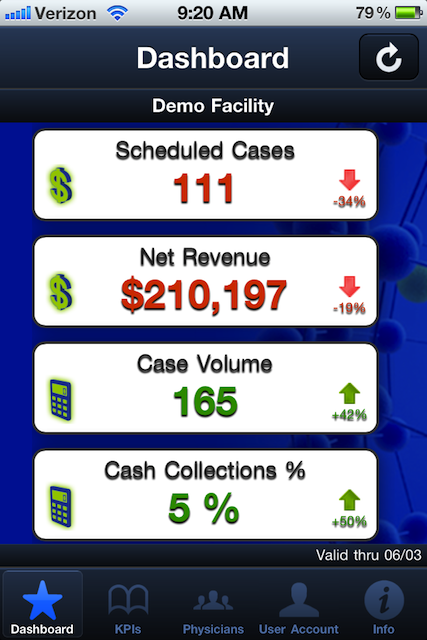 Verizon 9:20 AM 79%
Dashboard
Demo Facility
Scheduled Cases
$ 111
-34%
Net Revenue
$ $210,197
-19%
Case Volume
165
+42%
Cash Collections %
5 %
+50%
Valid thru 06/03
Dashboard KPIs Physicians User Account Info